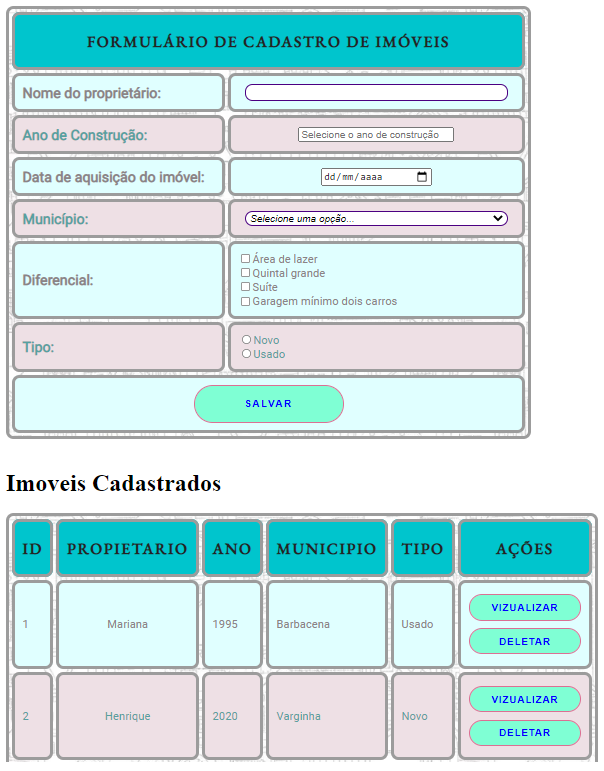 FORMULÁRIO DE CADASTRO DE IMÓVEIS
Nome do proprietário:
Ano de Construção: Selecione o ano de construção
Data de aquisição do imóvel: dd/mm/aaaa
Município: Selecione uma opção...
Diferencial:
Área de lazer
Quintal grande
Suíte
Garagem mínimo dois carros
Tipo:
Novo
Usado
SALVAR
Imoveis Cadastrados
ID PROPIETARIO ANO MUNICIPIO TIPO AÇÕES
1 Mariana 1995 Barbacena Usado
VIZUALIZAR
DELETAR
2 Henrique 2020 Varginha Novo
VIZUALIZAR
DELETAR